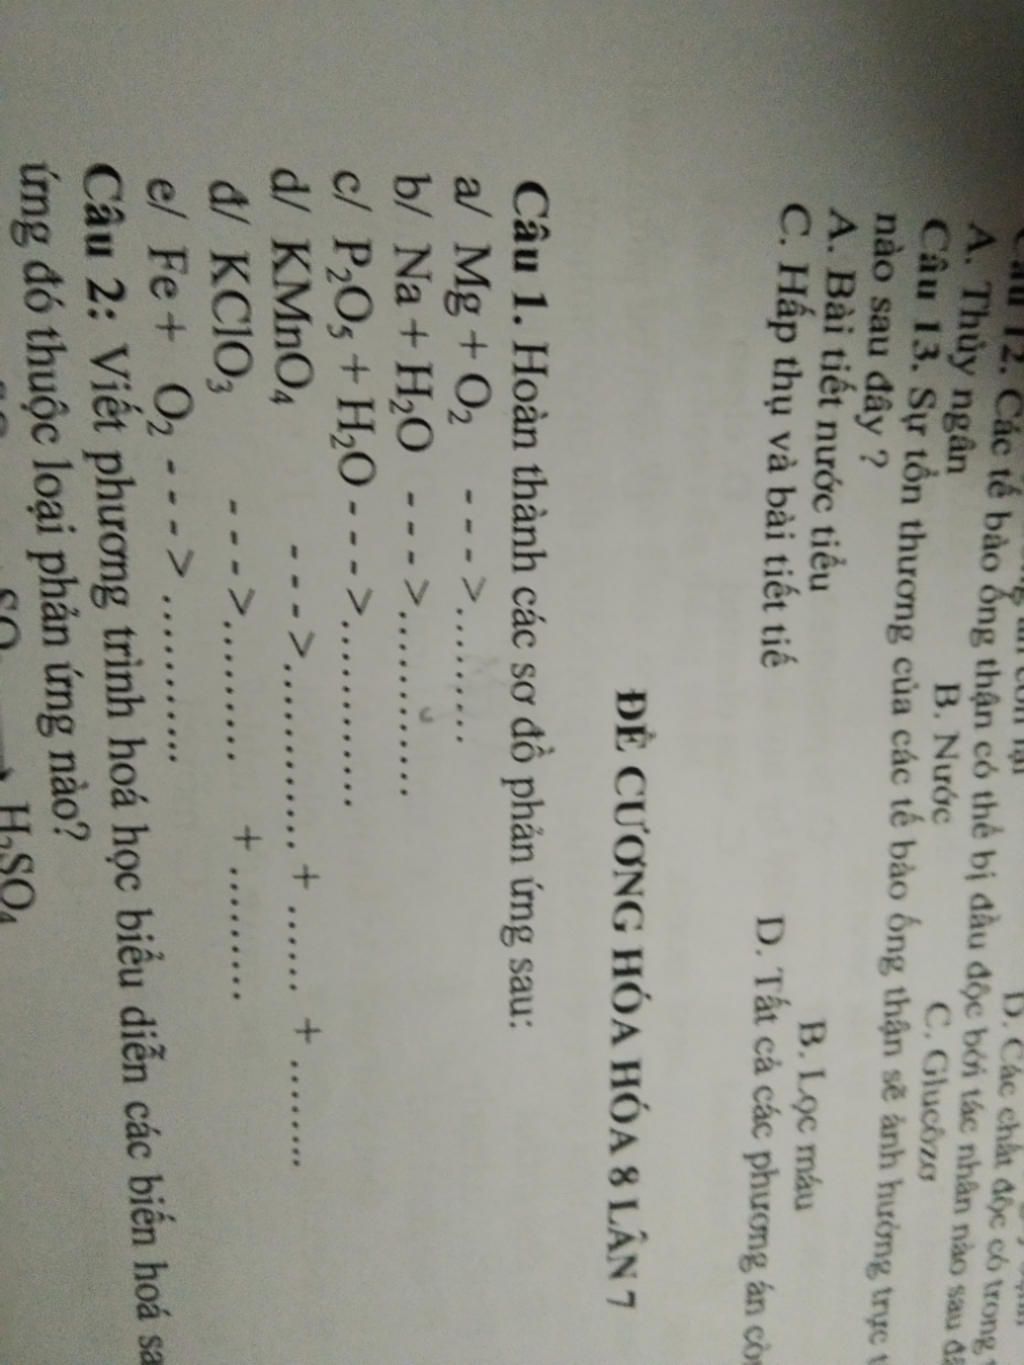 Câu 12. Các tế bào ống thận có thể bị đầu độc bởi tác nhân nào sau
A. Thủy ngân B. Nước C. Glucôzơ D. Các chất độc có trong
Câu 13. Sự tổn thương của các tế bào ống thận sẽ ảnh hưởng trực
nào sau đây ?
A. Bài tiết nước tiểu B. Lọc máu
C. Hấp thụ và bài tiết tiế D. Tất cả các phương án
ĐỀ CƯƠNG HÓA HÓA 8 LẦN 7
Câu 1. Hoàn thành các sơ đồ phản ứng sau:
a/ Mg + O₂ - - - >.........
b/ Na + H₂O - - - >............
c/ P₂O₅ + H₂O - - - >............
d/ KMnO₄ - - - >............ + ...... + .......
đ/ KClO₃ - - - >......... + .........
e/ Fe + O₂ - - - > ..........
Câu 2: Viết phương trình hoá học biểu diễn các biến hoá
ứng đó thuộc loại phản ứng nào?
H₂SO₄